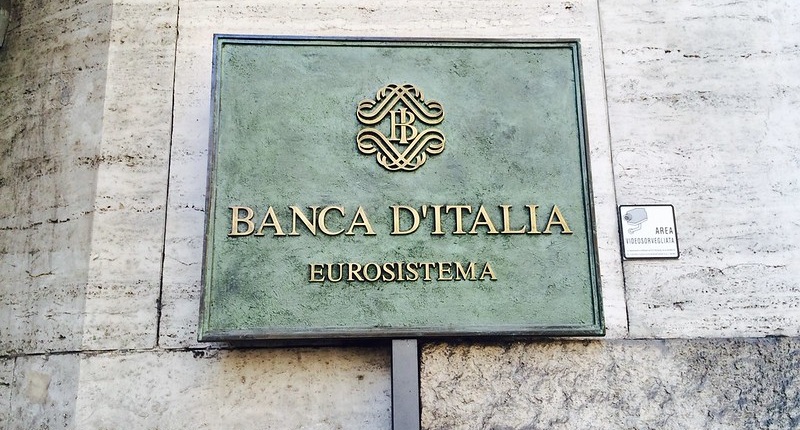 BI
BANCA D'ITALIA
EUROSISTEMA
AREA
VIDEOSORVEGLIATA